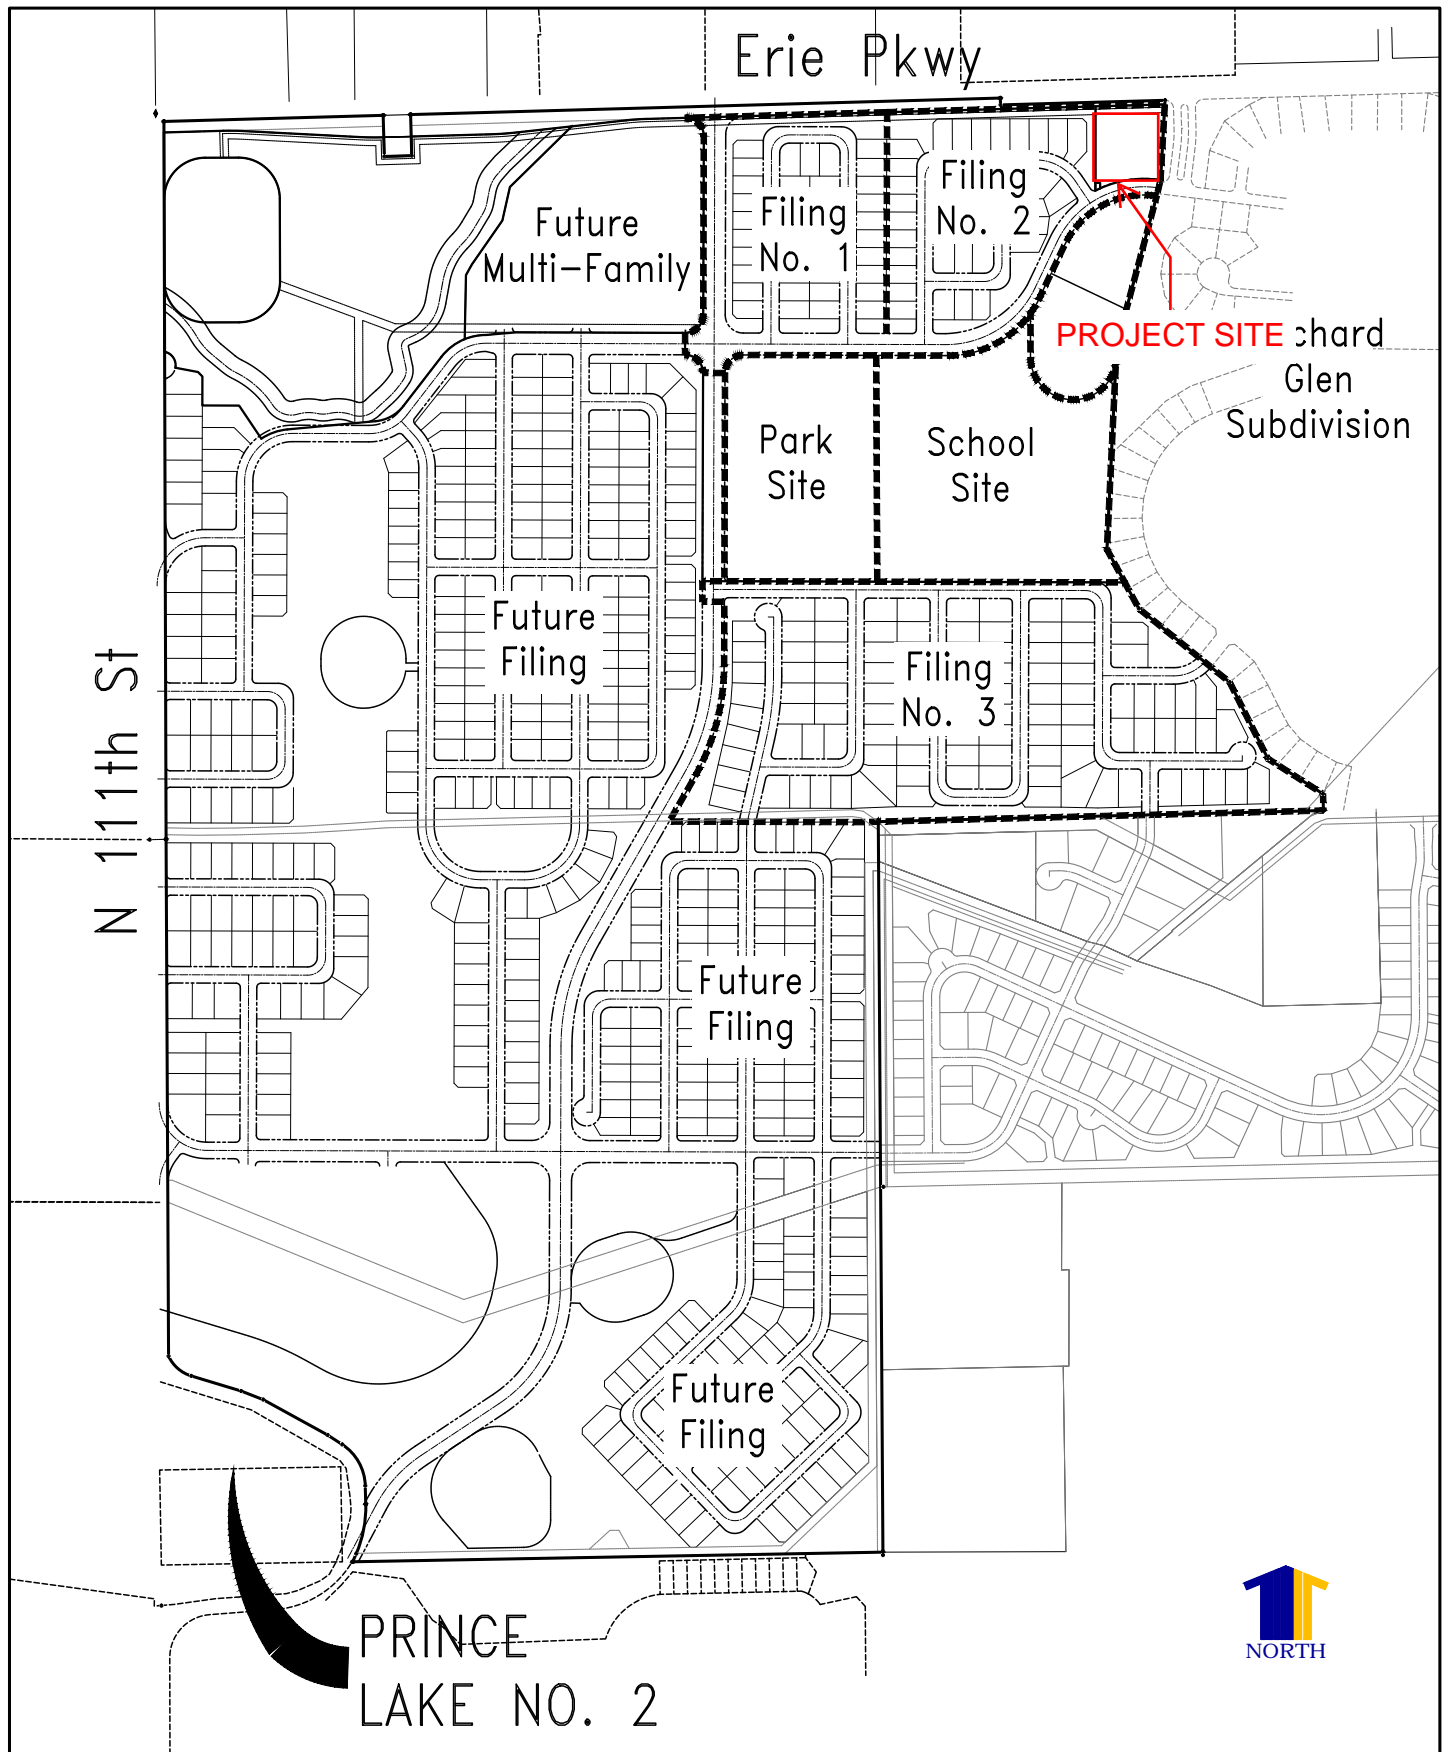 Erie Pkwy
Filing
No. 2
Filing
No. 1
Future
Multi-Family
PROJECT SITE
chard
Glen
Subdivision
Park
Site
School
Site
Future
Filing
Filing
No. 3
N 111th St
Future
Filing
Future
Filing
NORTH
PRINCE
LAKE NO. 2